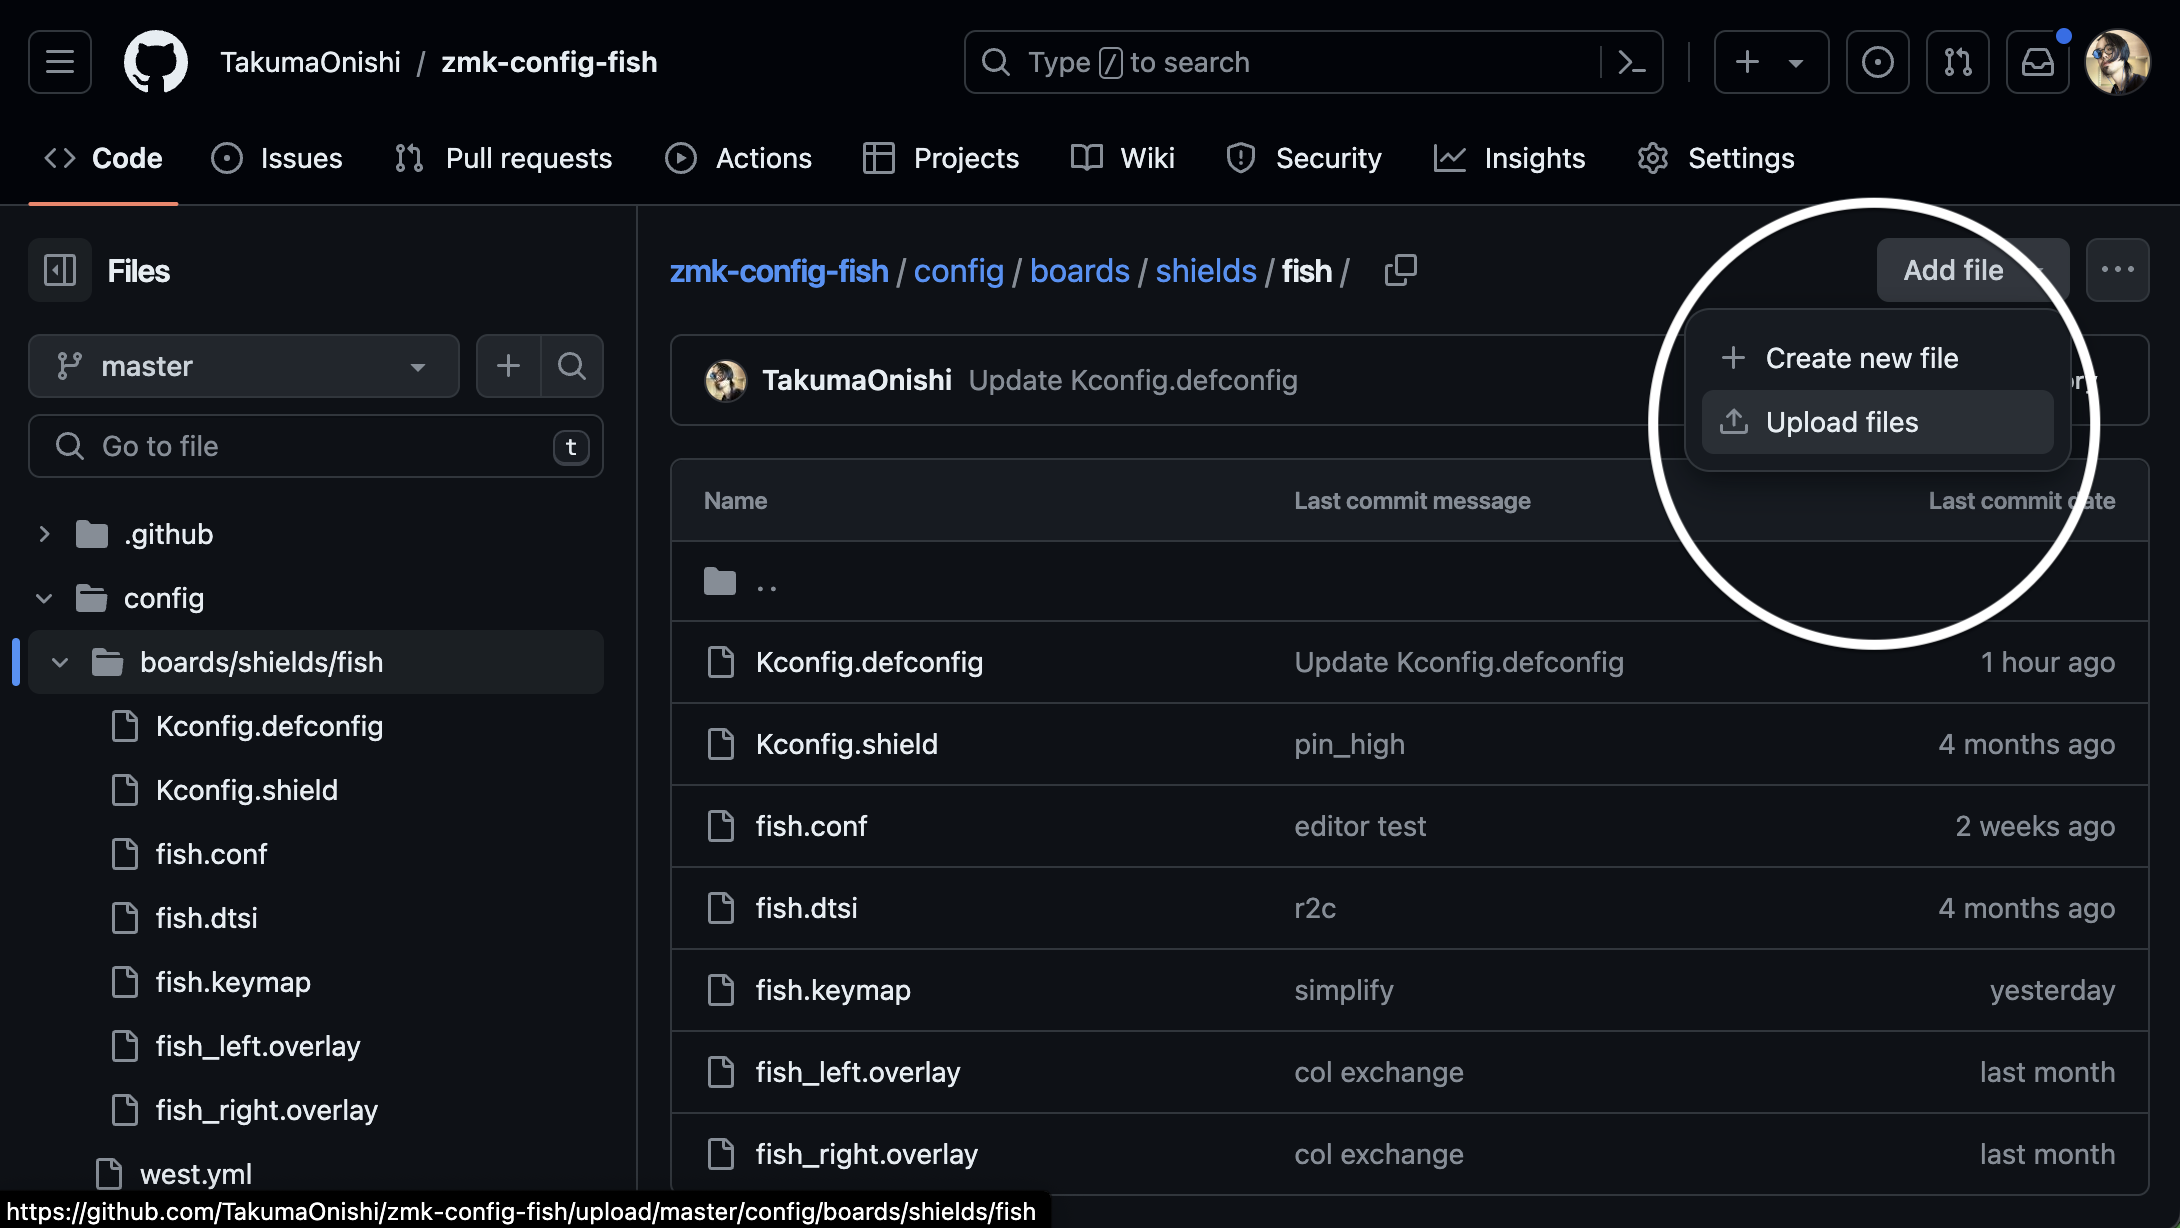 TakumaOnishi / zmk-config-fish
Type / to search
Code Issues Pull requests Actions Projects Wiki Security Insights Settings
Files
master
Go to file t
.github
config
boards/shields/fish
Kconfig.defconfig
Kconfig.shield
fish.conf
fish.dtsi
fish.keymap
fish_left.overlay
fish_right.overlay
west.yml
zmk-config-fish / config / boards / shields / fish /
Add file
Create new file
Upload files
TakumaOnishi Update Kconfig.defconfig
Name Last commit message Last commit date
..
Kconfig.defconfig Update Kconfig.defconfig 1 hour ago
Kconfig.shield pin_high 4 months ago
fish.conf editor test 2 weeks ago
fish.dtsi r2c 4 months ago
fish.keymap simplify yesterday
fish_left.overlay col exchange last month
fish_right.overlay col exchange last month
https://github.com/TakumaOnishi/zmk-config-fish/upload/master/config/boards/shields/fish